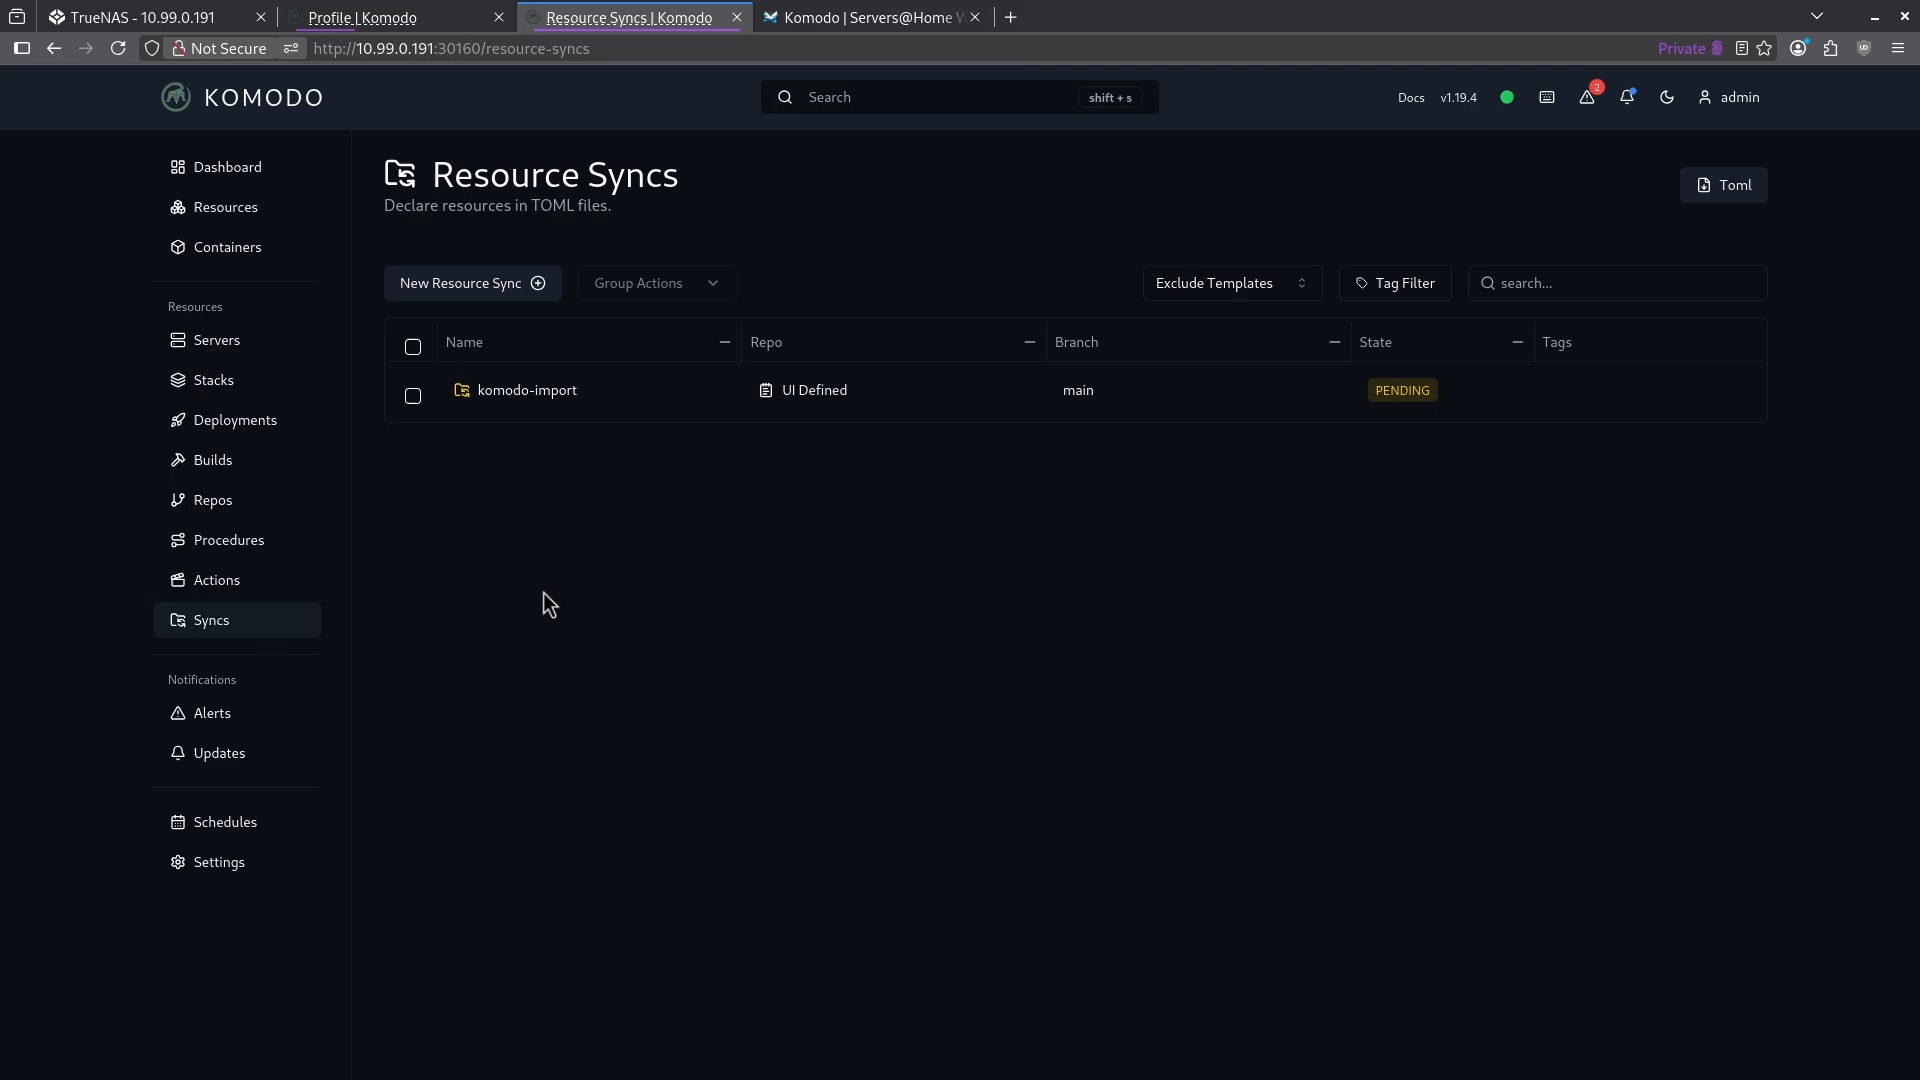 TrueNAS - 10.99.0.191
Profile | Komodo
Resource Syncs | Komodo
Komodo | Servers@Home
Not Secure
http://10.99.0.191:30160/resource-syncs
Private
KOMODO
Search
shift + s
Docs
v1.19.4
2
admin
Dashboard
Resources
Containers
Resources
Servers
Stacks
Deployments
Builds
Repos
Procedures
Actions
Syncs
Notifications
Alerts
Updates
Schedules
Settings
Resource Syncs
Declare resources in TOML files.
Toml
New Resource Sync
Group Actions
Exclude Templates
Tag Filter
search...
Name
Repo
Branch
State
Tags
komodo-import
UI Defined
main
PENDING